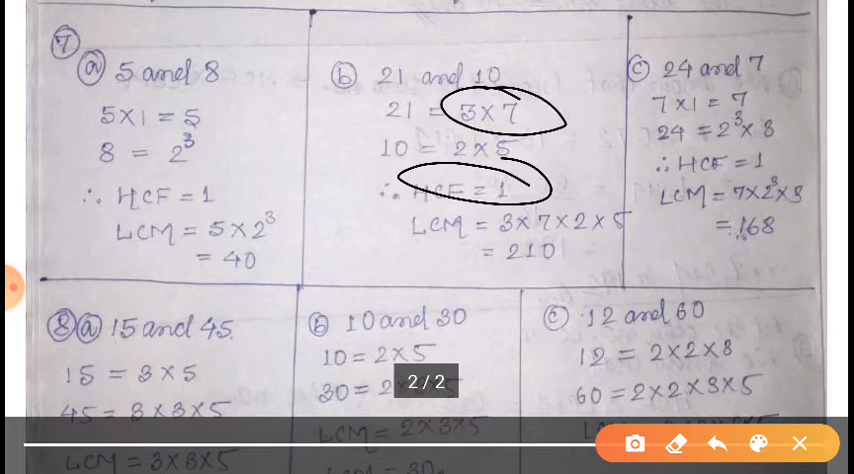 7
(a) 5 and 8
5×1 = 5
8 = 2³
∴ HCF = 1
LCM = 5×2³
= 40
(b) 21 and 10
21 = 3×7
10 = 2×5
∴ HCF = 1
LCM = 3×7×2×5
= 210
(c) 24 and 7
7×1 = 7
24 = 2³×3
∴ HCF = 1
LCM = 7×2³×3
= 168
8 (a) 15 and 45
15 = 3×5
45 = 3×3×5
LCM = 3×3×5
(b) 10 and 30
10 = 2×5
30 = 2
LCM = 2×3×5
(c) 12 and 60
12 = 2×2×3
60 = 2×2×3×5
2/2